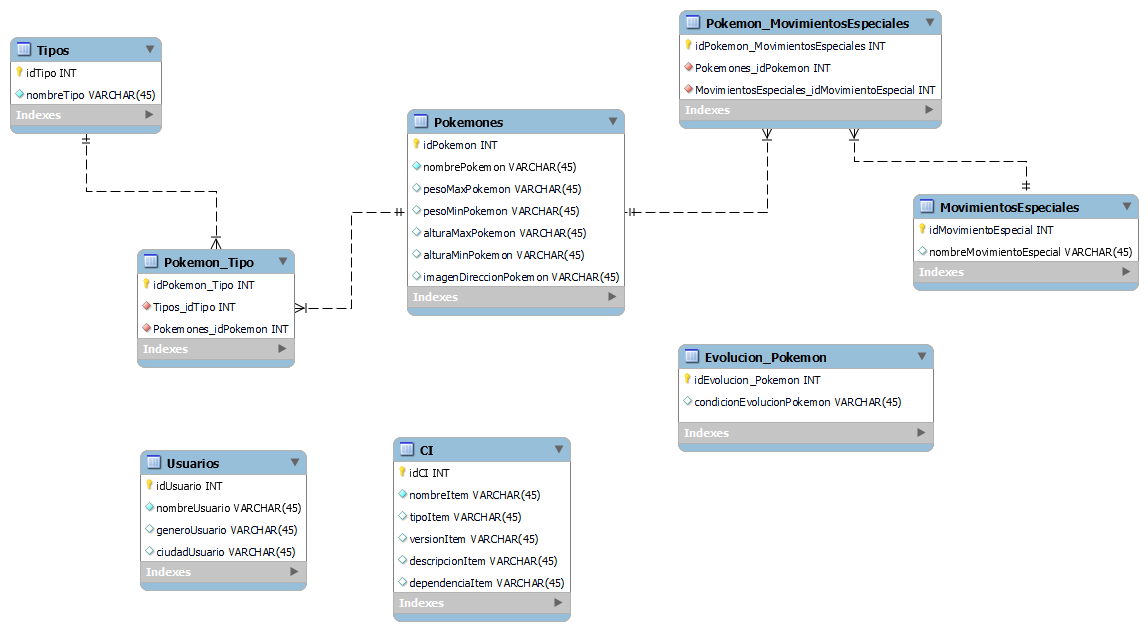 Tipos
idTipo INT
nombreTipo VARCHAR(45)
Indexes
Pokemon_Tipo
idPokemon_Tipo INT
Tipos_idTipo INT
Pokemones_idPokemon INT
Indexes
Pokemones
idPokemon INT
nombrePokemon VARCHAR(45)
pesoMaxPokemon VARCHAR(45)
pesoMinPokemon VARCHAR(45)
alturaMaxPokemon VARCHAR(45)
alturaMinPokemon VARCHAR(45)
imagenDireccionPokemon VARCHAR(45)
Indexes
Pokemon_MovimientosEspeciales
idPokemon_MovimientosEspeciales INT
Pokemones_idPokemon INT
MovimientosEspeciales_idMovimientoEspecial INT
Indexes
MovimientosEspeciales
idMovimientoEspecial INT
nombreMovimientoEspecial VARCHAR(45)
Indexes
Evolucion_Pokemon
idEvolucion_Pokemon INT
condicionEvolucionPokemon VARCHAR(45)
Indexes
Usuarios
idUsuario INT
nombreUsuario VARCHAR(45)
generoUsuario VARCHAR(45)
ciudadUsuario VARCHAR(45)
Indexes
CI
idCI INT
nombreItem VARCHAR(45)
tipoItem VARCHAR(45)
versionItem VARCHAR(45)
descripcionItem VARCHAR(45)
dependenciaItem VARCHAR(45)
Indexes